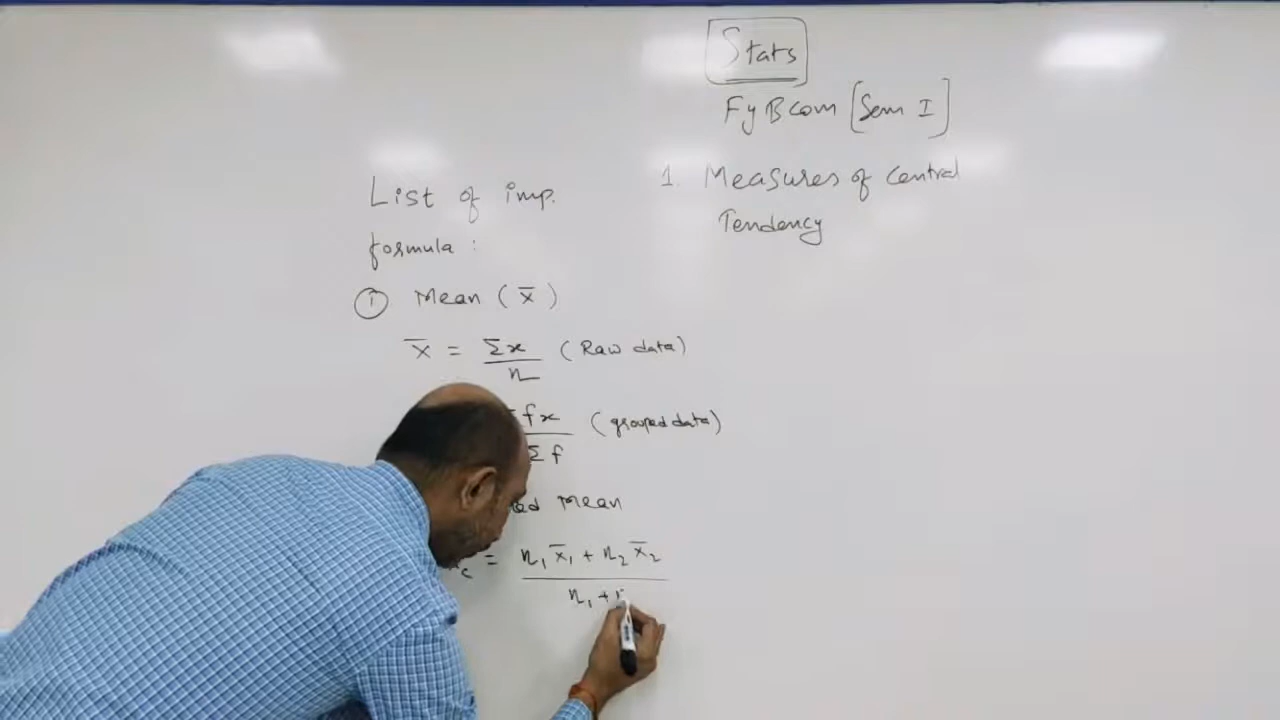 Stats
FyBcom [Sem I]
1. Measures of Central
Tendency
List of imp.
formula :
① Mean ( x̄ )
x̄ = Σx / n (Raw data)
fx / Σf (grouped data)
Mean
c = n₁x̄₁ + n₂x̄₂ / n₁ +